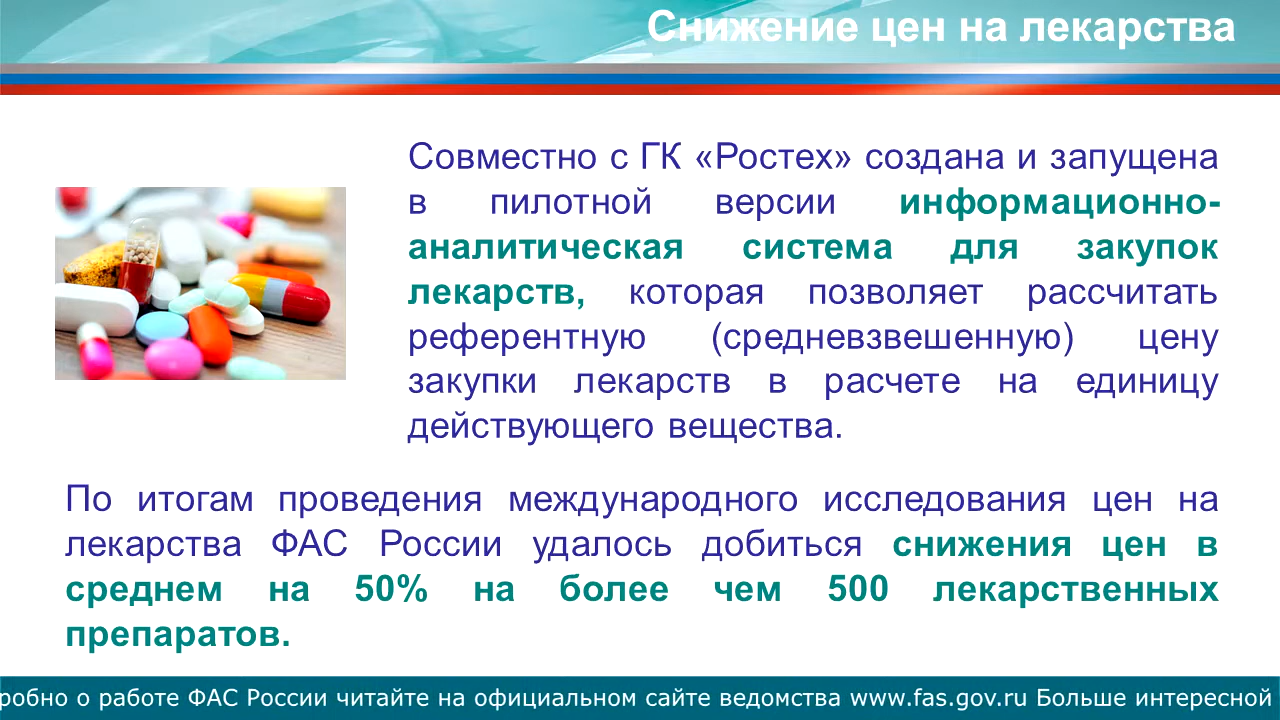 Снижение цен на лекарства
Совместно с ГК «Ростех» создана и запущена
в пилотной версии информационно-
аналитическая система для закупок
лекарств, которая позволяет рассчитать
референтную (средневзвешенную) цену
закупки лекарств в расчете на единицу
действующего вещества.
По итогам проведения международного исследования цен на
лекарства ФАС России удалось добиться снижения цен в
среднем на 50% на более чем 500 лекарственных
препаратов.
робно о работе ФАС России читайте на официальном сайте ведомства www.fas.gov.ru Больше интересной